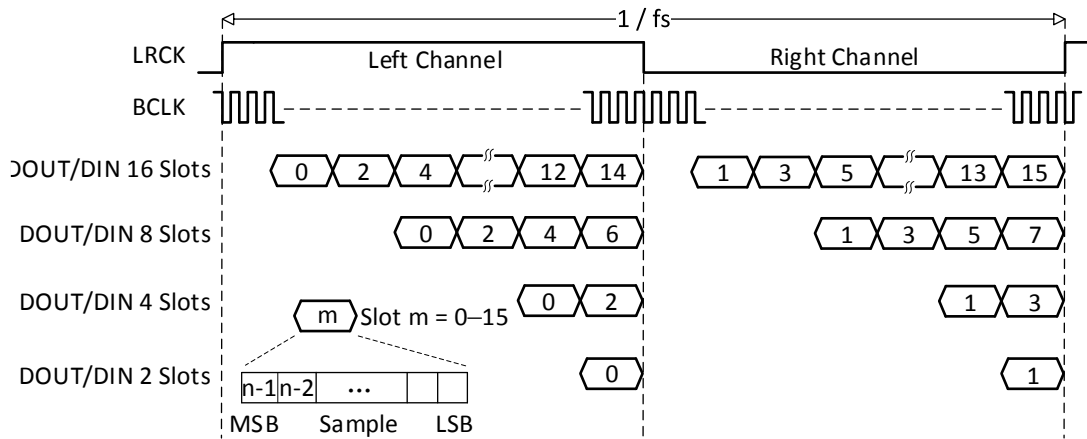 1 / fs
LRCK Left Channel Right Channel
BCLK
DOUT/DIN 16 Slots 0 2 4 12 14 1 3 5 13 15
DOUT/DIN 8 Slots 0 2 4 6 1 3 5 7
DOUT/DIN 4 Slots 0 2 1 3
m Slot m = 0–15
DOUT/DIN 2 Slots 0 1
n-1 n-2 ...
MSB Sample LSB